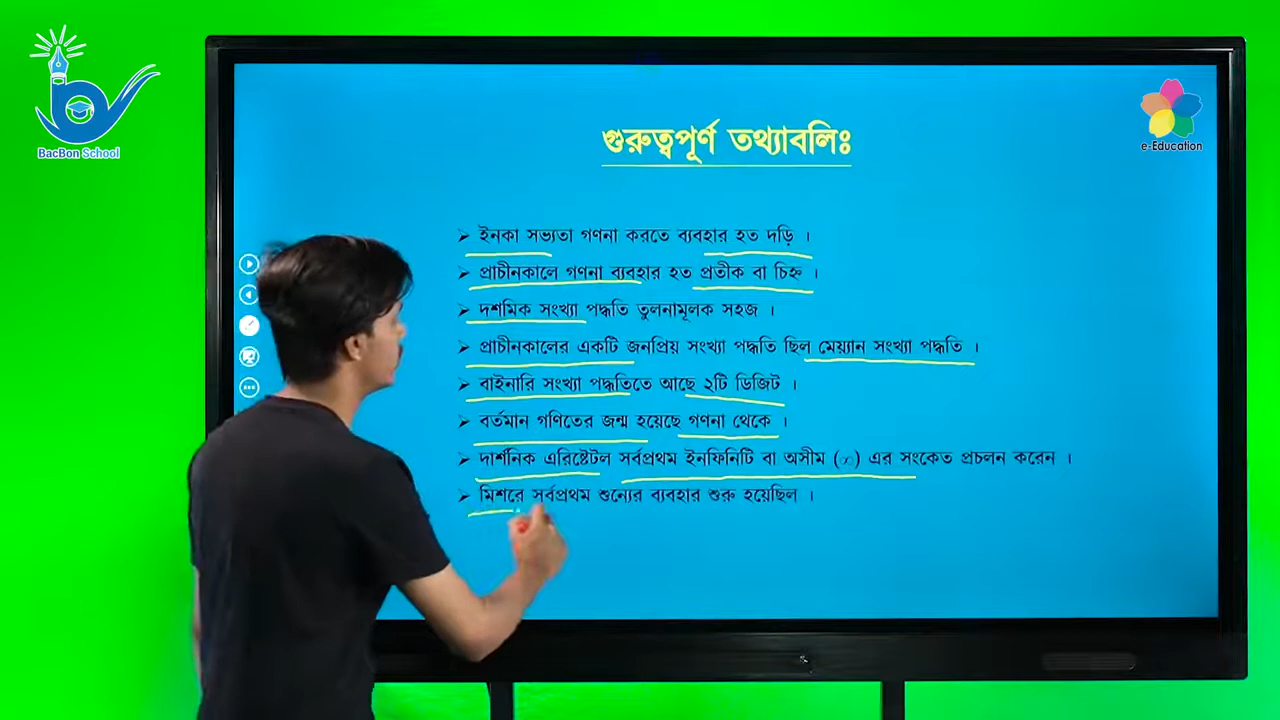 BacBon School
e-Education
গুরুত্বপূর্ণ তথ্যাবলিঃ
➢ ইনকা সভ্যতা গণনা করতে ব্যবহার হত দড়ি ।
➢ প্রাচীনকালে গণনা ব্যবহার হত প্রতীক বা চিহ্ন ।
➢ দশমিক সংখ্যা পদ্ধতি তুলনামূলক সহজ ।
➢ প্রাচীনকালের একটি জনপ্রিয় সংখ্যা পদ্ধতি ছিল মেয়্যান সংখ্যা পদ্ধতি ।
➢ বাইনারি সংখ্যা পদ্ধতিতে আছে ২টি ডিজিট ।
➢ বর্তমান গণিতের জন্ম হয়েছে গণনা থেকে ।
➢ দার্শনিক এরিষ্টেটল সর্বপ্রথম ইনফিনিটি বা অসীম (∞) এর সংকেত প্রচলন করেন ।
➢ মিশরে সর্বপ্রথম শুন্যের ব্যবহার শুরু হয়েছিল ।